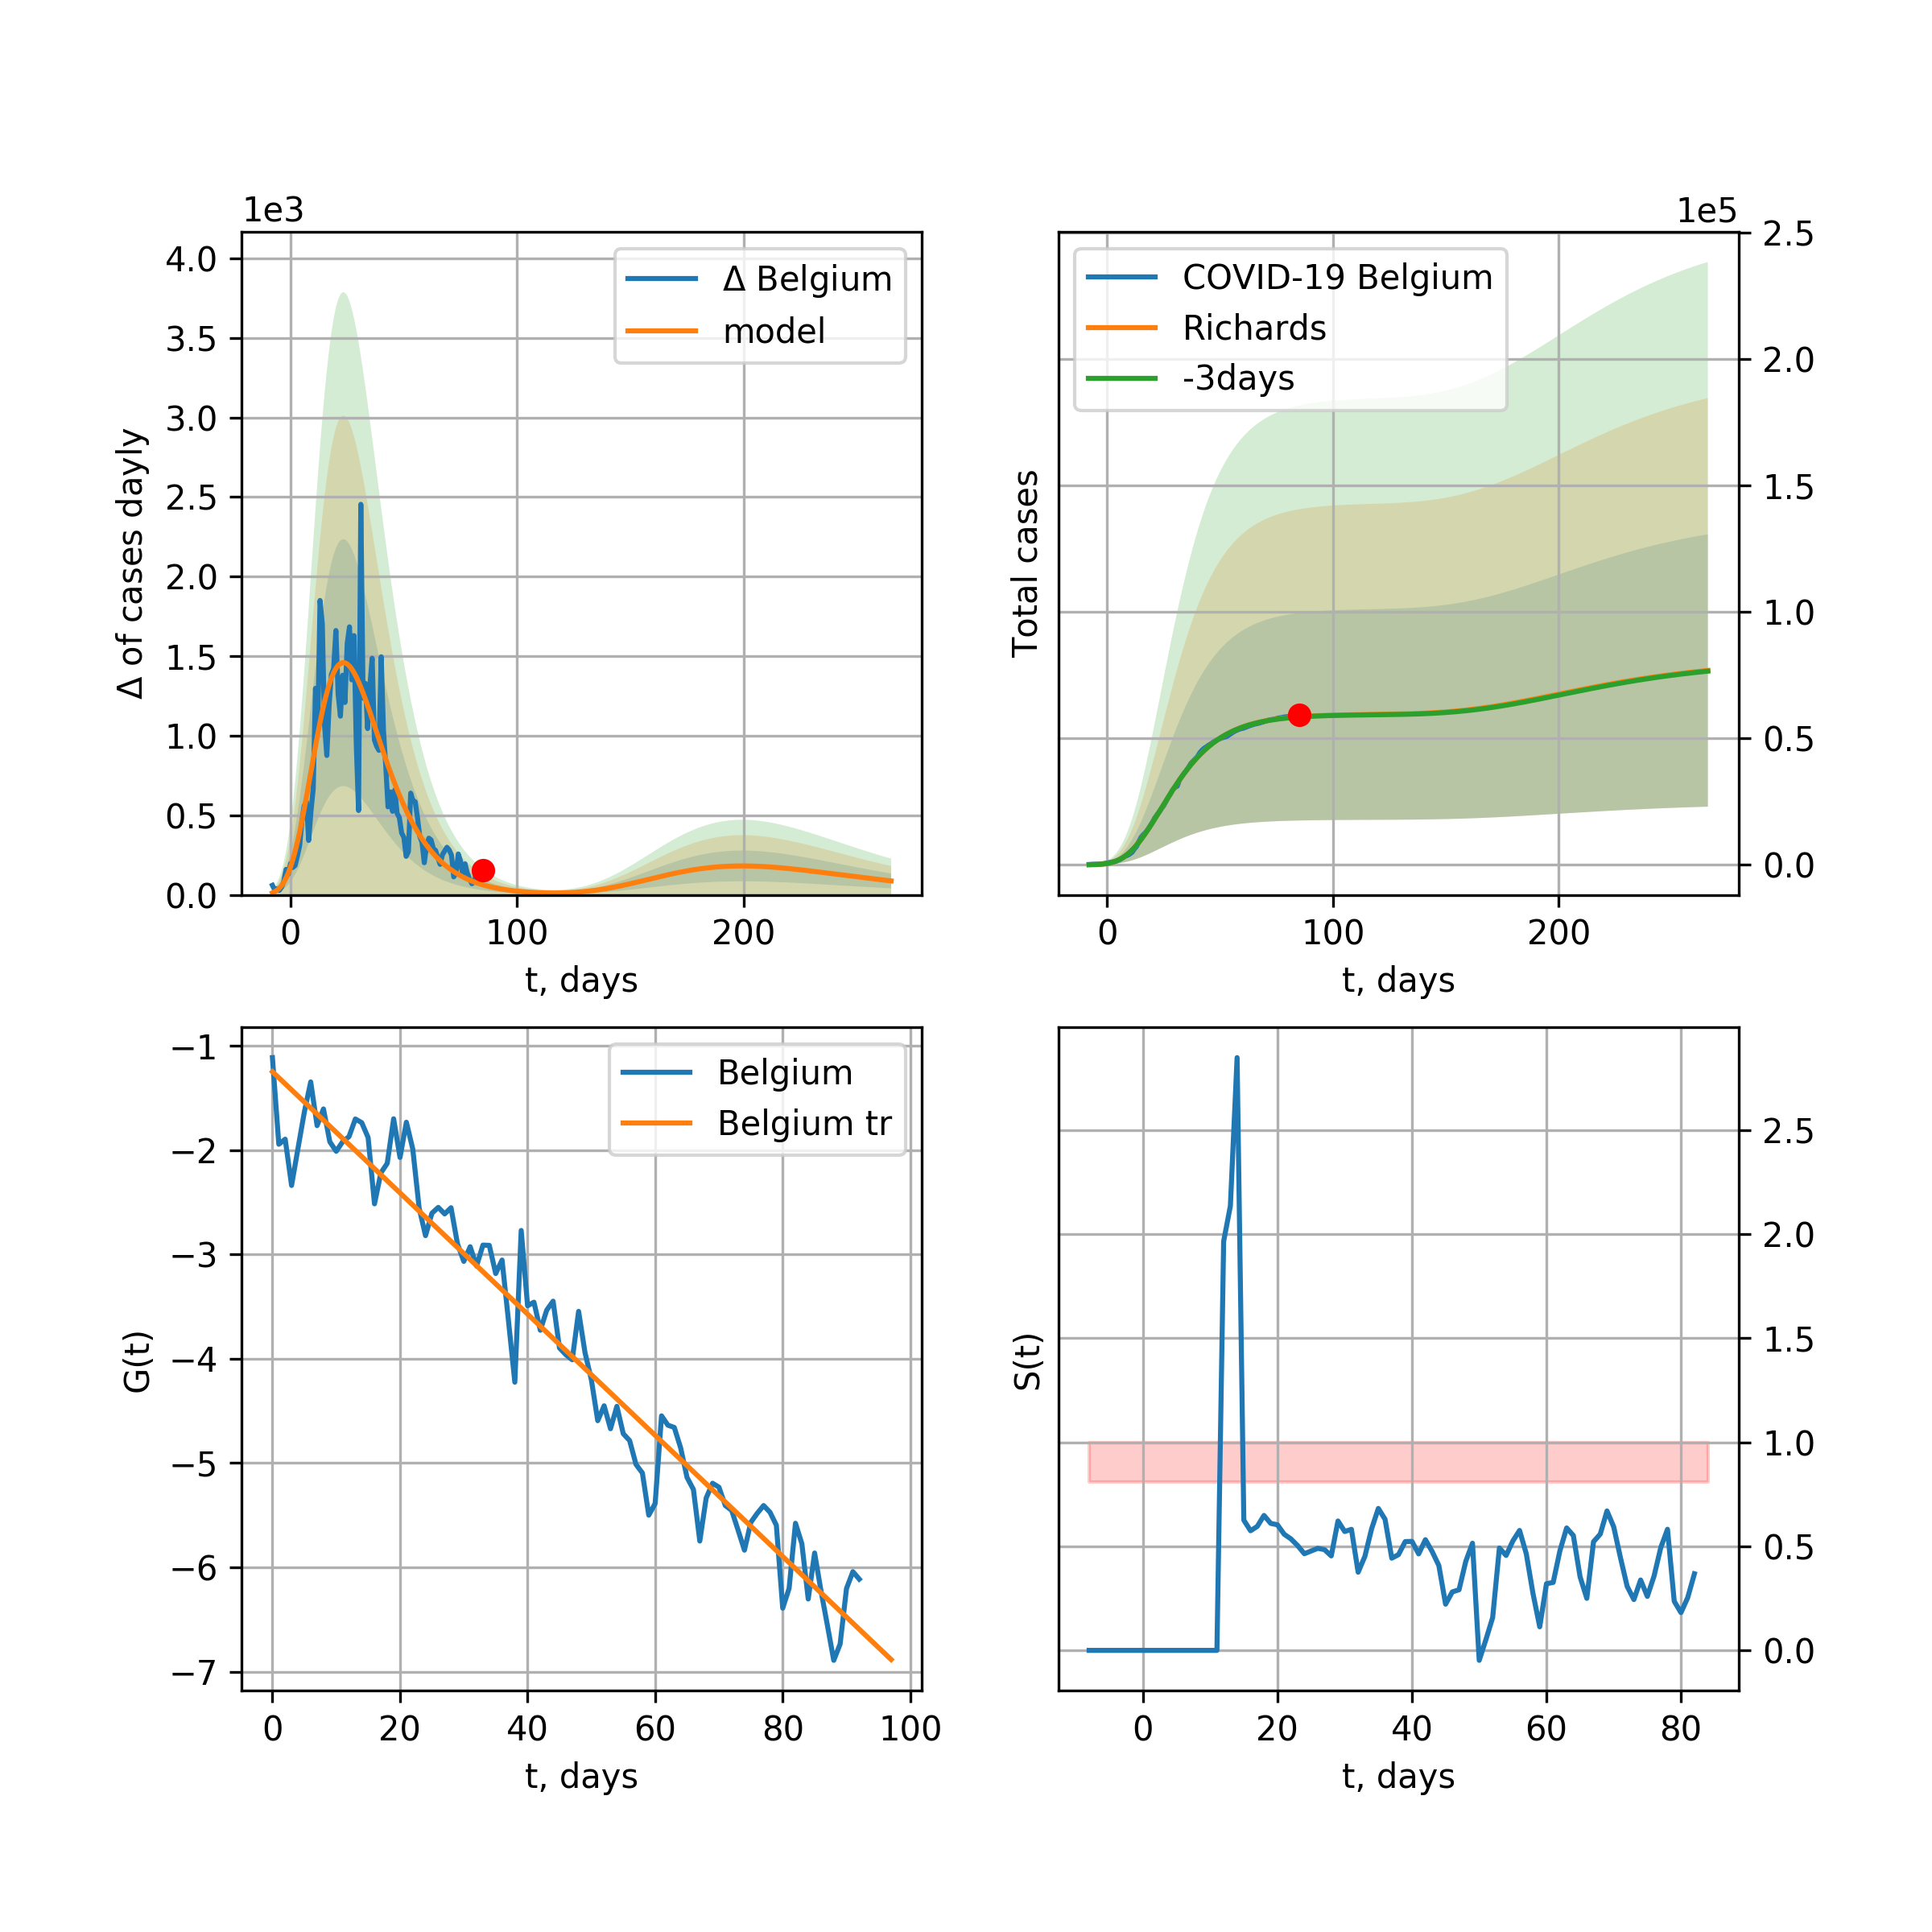 1e3
4.0
3.5
3.0
2.5
2.0
1.5
1.0
0.5
0.0
Δ of cases dayly
Δ Belgium
model
0 100 200
t, days
1e5
2.5
2.0
1.5
1.0
0.5
0.0
Total cases
COVID-19 Belgium
Richards
-3days
0 100 200
t, days
−1
−2
−3
−4
−5
−6
−7
G(t)
Belgium
Belgium tr
0 20 40 60 80 100
t, days
2.5
2.0
1.5
1.0
0.5
0.0
S(t)
0 20 40 60 80
t, days